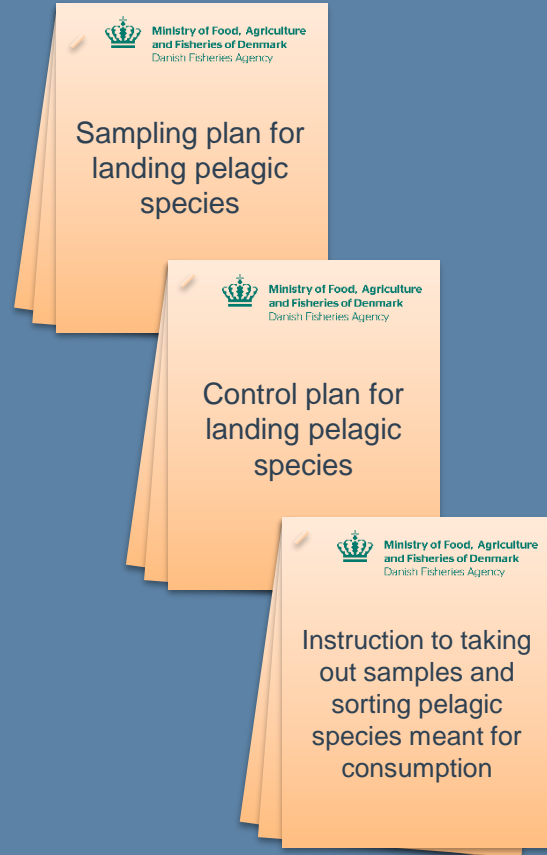 Ministry of Food, Agriculture
and Fisheries of Denmark
Danish Fisheries Agency
Sampling plan for
landing pelagic
species
Ministry of Food, Agriculture
and Fisheries of Denmark
Danish Fisheries Agency
Control plan for
landing pelagic
species
Ministry of Food, Agriculture
and Fisheries of Denmark
Danish Fisheries Agency
Instruction to taking
out samples and
sorting pelagic
species meant for
consumption